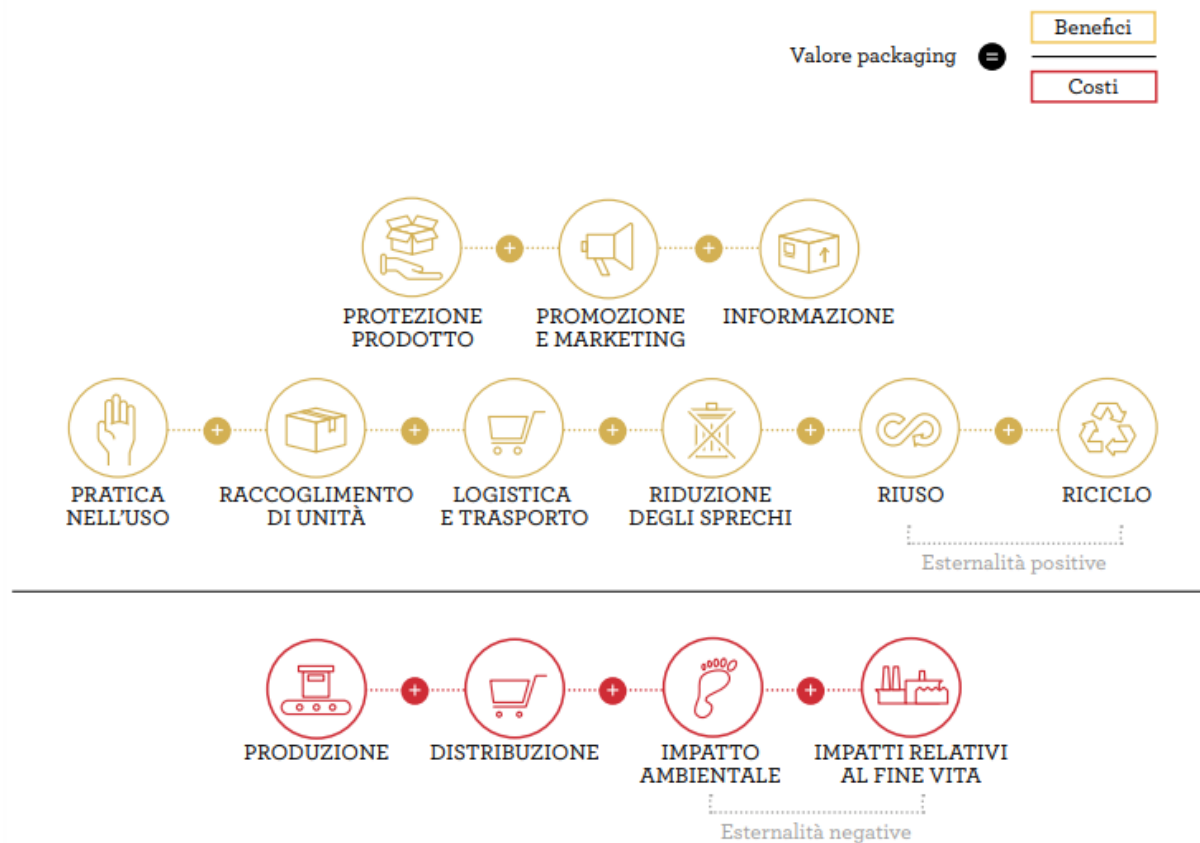 Benefici
Valore packaging =
Costi
PROTEZIONE PRODOTTO
PROMOZIONE E MARKETING
INFORMAZIONE
PRATICA NELL'USO
RACCOGLIMENTO DI UNITÀ
LOGISTICA E TRASPORTO
RIDUZIONE DEGLI SPRECHI
RIUSO
RICICLO
Esternalità positive
PRODUZIONE
DISTRIBUZIONE
IMPATTO AMBIENTALE
IMPATTI RELATIVI AL FINE VITA
Esternalità negative